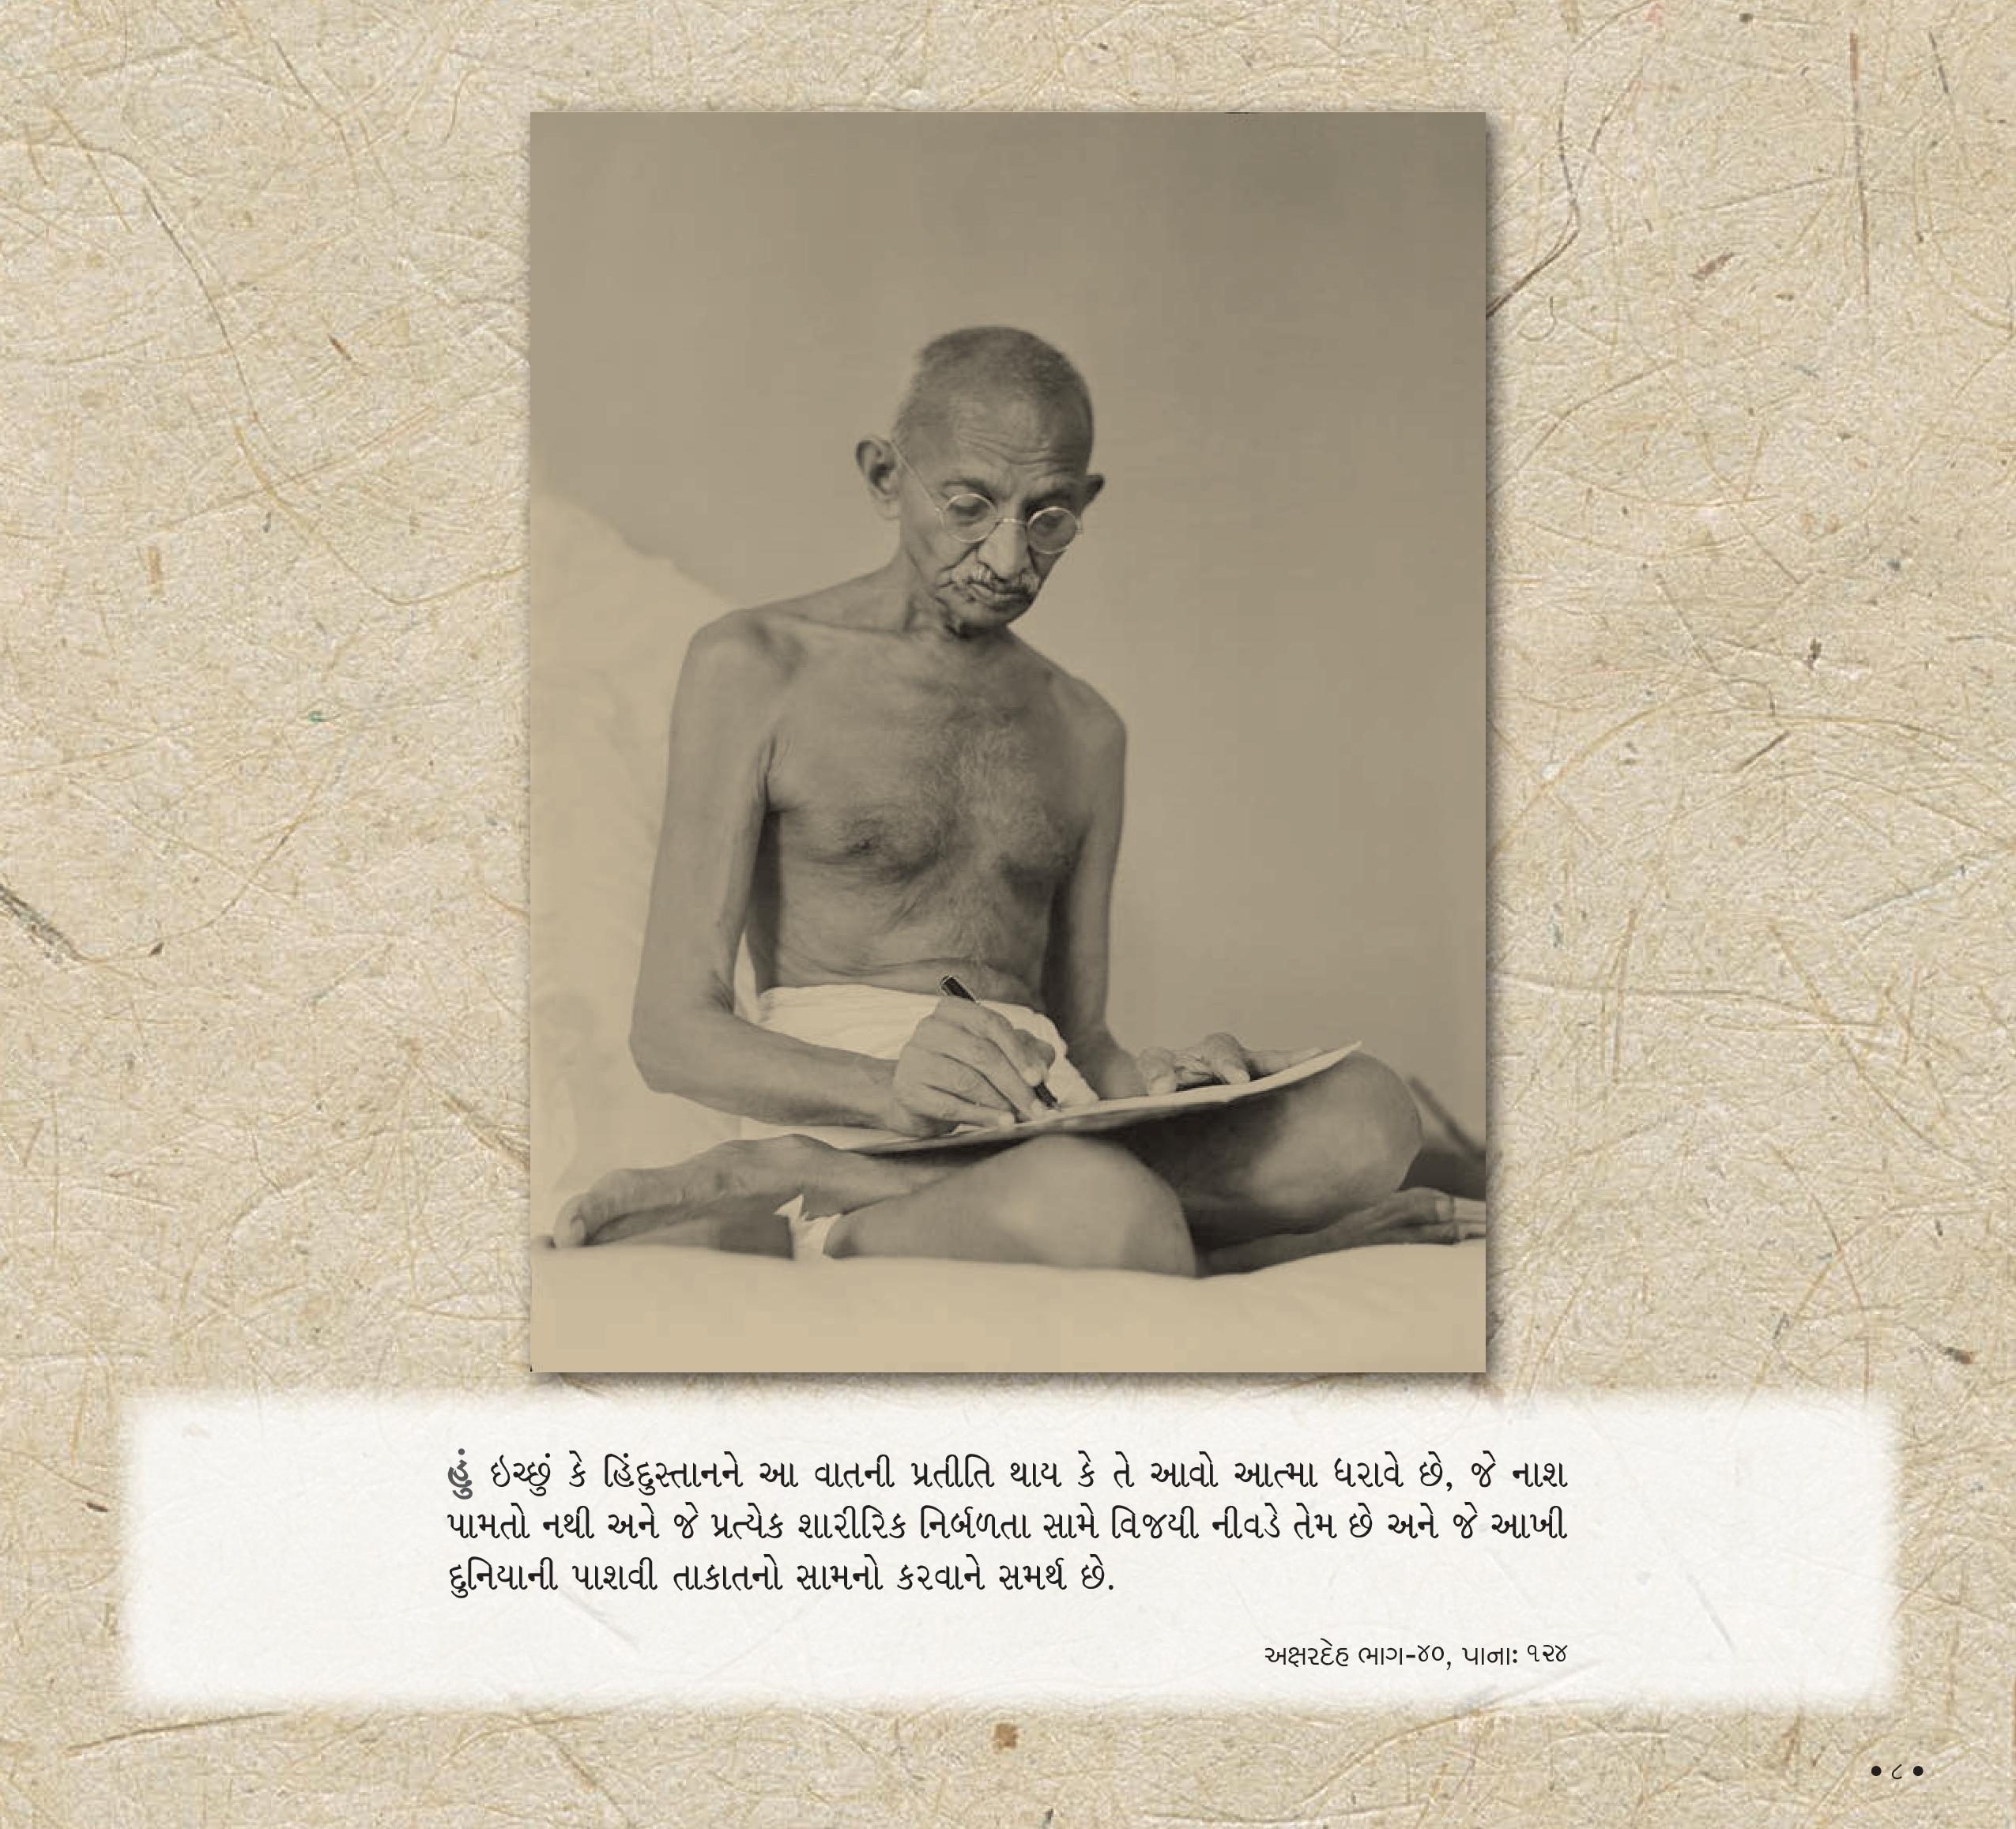 હું ઇચ્છું કે હિંદુસ્તાનને આ વાતની પ્રતીતિ થાય કે તે આવો આત્મા ધરાવે છે, જે નાશ
પામતો નથી અને જે પ્રત્યેક શારીરિક નિર્બળતા સામે વિજયી નીવડે તેમ છે અને જે આખી
દુનિયાની પાશવી તાકાતનો સામનો કરવાને સમર્થ છે.
અક્ષરદેહ ભાગ-૪૦, પાના: ૧૨૪
• ૮ •